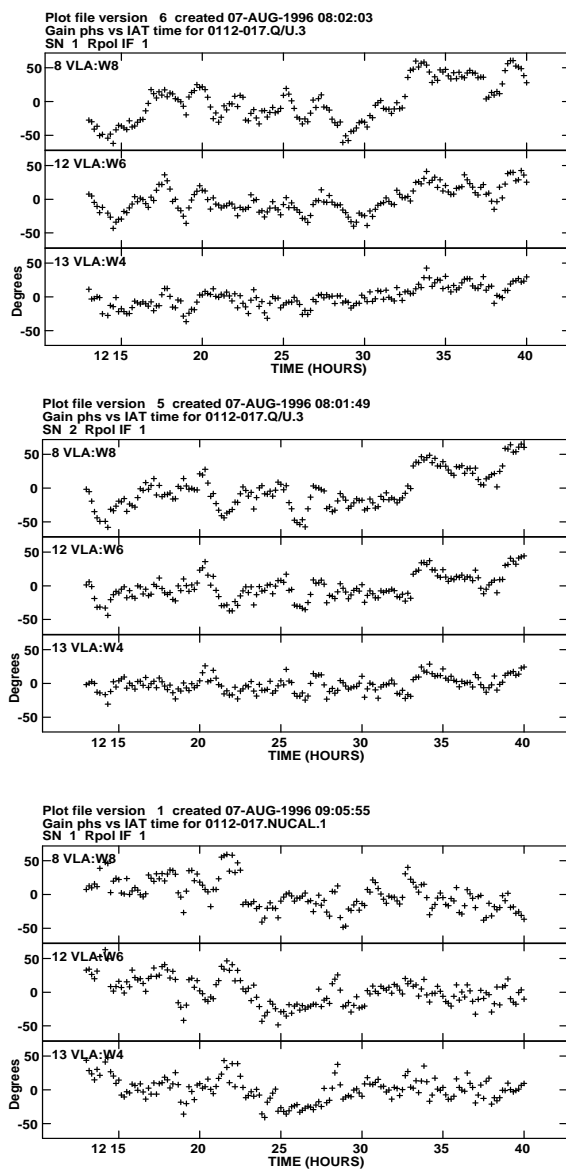 Plot file version 6 created 07-AUG-1996 08:02:03
Gain phs vs IAT time for 0112-017.Q/U.3
SN 1 Rpol IF 1
50
8 VLA:W8
0
-50
50
12 VLA:W6
0
-50
50
13 VLA:W4
0
-50
Degrees
12 15 20 25 30 35 40
TIME (HOURS)
Plot file version 5 created 07-AUG-1996 08:01:49
Gain phs vs IAT time for 0112-017.Q/U.3
SN 2 Rpol IF 1
50
8 VLA:W8
0
-50
50
12 VLA:W6
0
-50
50
13 VLA:W4
0
-50
Degrees
12 15 20 25 30 35 40
TIME (HOURS)
Plot file version 1 created 07-AUG-1996 09:05:55
Gain phs vs IAT time for 0112-017.NUCAL.1
SN 1 Rpol IF 1
50
8 VLA:W8
0
-50
50
12 VLA:W6
0
-50
50
13 VLA:W4
0
-50
Degrees
12 15 20 25 30 35 40
TIME (HOURS)